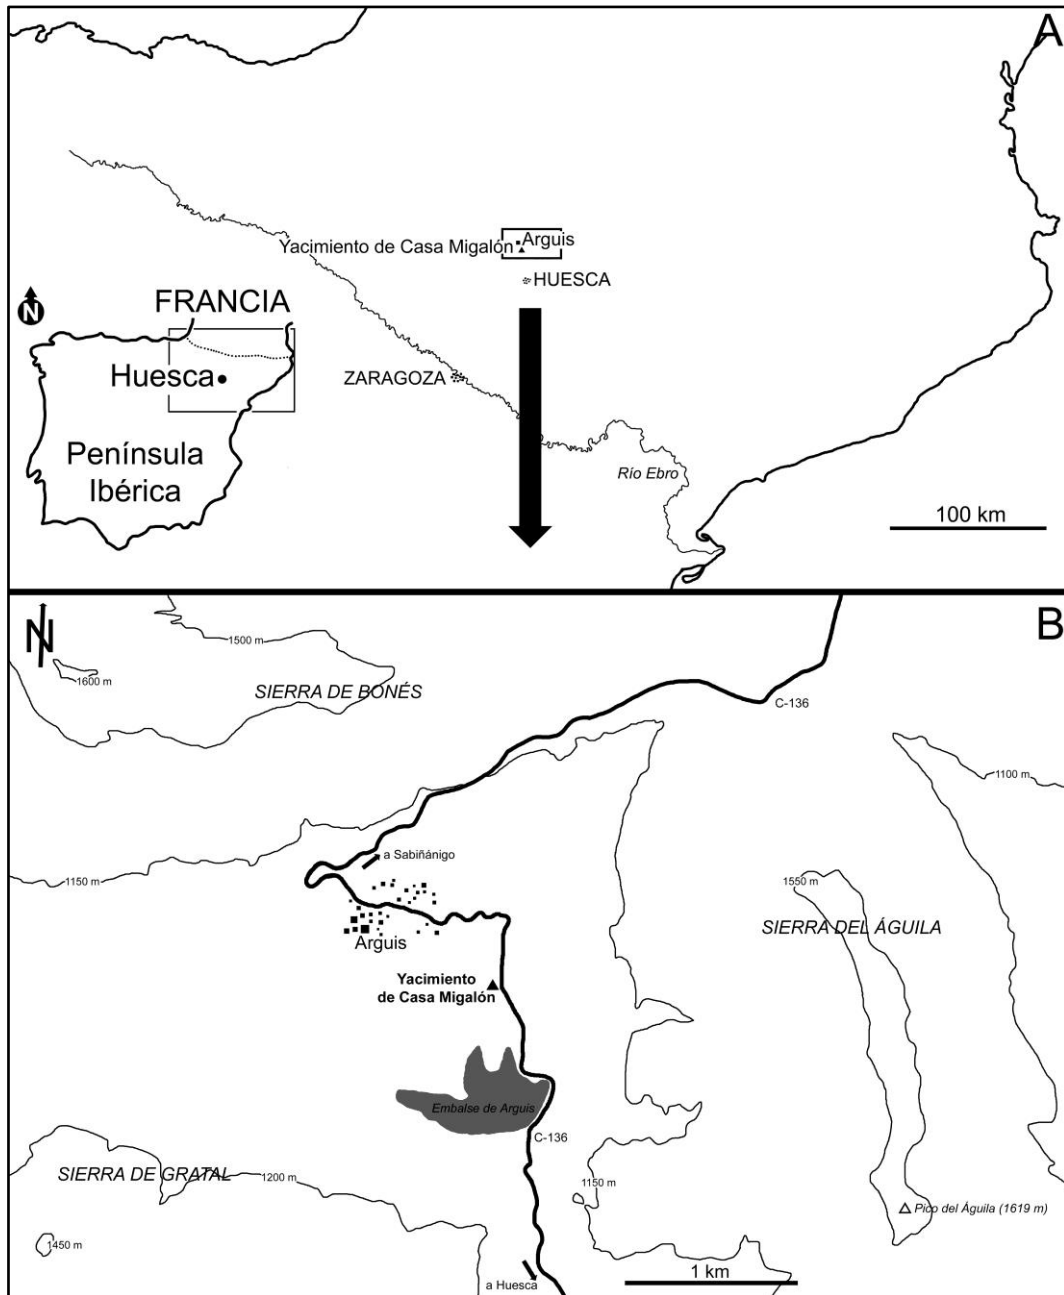 A
Yacimiento de Casa Migalón
Arguis
HUESCA
N
FRANCIA
Huesca
ZARAGOZA
Península
Ibérica
Río Ebro
100 km
N
B
1500 m
1600 m
SIERRA DE BONÉS
C-136
1100 m
a Sabiñánigo
1150 m
1550 m
Arguis
SIERRA DEL ÁGUILA
Yacimiento
de Casa Migalón
Embalse de Arguis
C-136
SIERRA DE GRATAL
1200 m
1150 m
Pico del Águila (1619 m)
1450 m
a Huesca
1 km